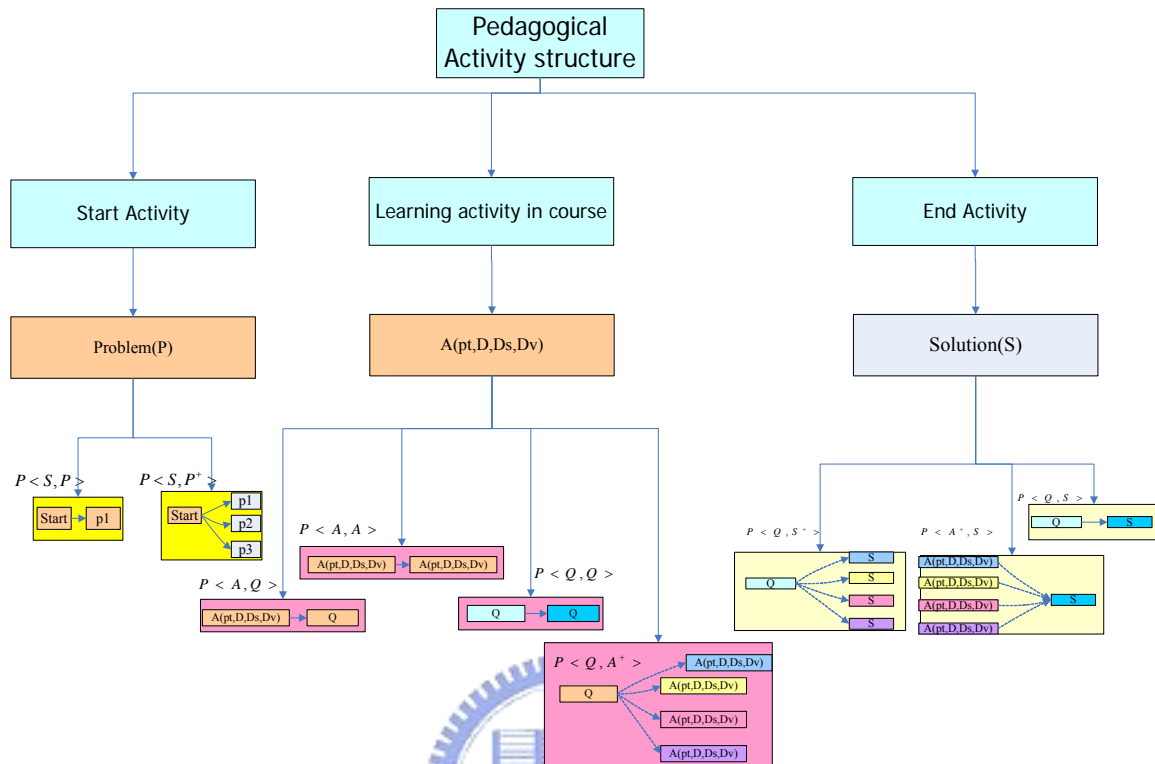 Pedagogical
Activity structure
Start Activity
Learning activity in course
End Activity
Problem(P)
A(pt,D,Ds,Dv)
Solution(S)
P < S, P >
Start
p1
P < S, P⁺ >
Start
p1
p2
p3
P < A, A >
A(pt,D,Ds,Dv)
A(pt,D,Ds,Dv)
P < A, Q >
A(pt,D,Ds,Dv)
Q
P < Q, Q >
Q
Q
P < Q, A⁺ >
Q
A(pt,D,Ds,Dv)
A(pt,D,Ds,Dv)
A(pt,D,Ds,Dv)
A(pt,D,Ds,Dv)
P < Q, S⁺ >
Q
S
S
S
S
P < A⁺, S >
A(pt,D,Ds,Dv)
A(pt,D,Ds,Dv)
A(pt,D,Ds,Dv)
A(pt,D,Ds,Dv)
S
P < Q, S >
Q
S